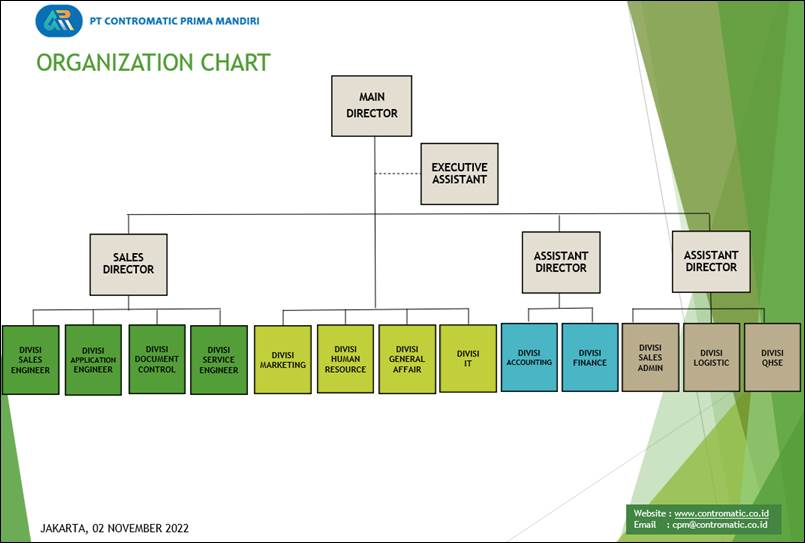 PT CONTROMATIC PRIMA MANDIRI
ORGANIZATION CHART
MAIN
DIRECTOR
EXECUTIVE
ASSISTANT
SALES
DIRECTOR
ASSISTANT
DIRECTOR
ASSISTANT
DIRECTOR
DIVISI
SALES
ENGINEER
DIVISI
APPLICATION
ENGINEER
DIVISI
DOCUMENT
CONTROL
DIVISI
SERVICE
ENGINEER
DIVISI
MARKETING
DIVISI
HUMAN
RESOURCE
DIVISI
GENERAL
AFFAIR
DIVISI
IT
DIVISI
ACCOUNTING
DIVISI
FINANCE
DIVISI
SALES
ADMIN
DIVISI
LOGISTIC
DIVISI
QHSE
JAKARTA, 02 NOVEMBER 2022
Website : www.contromatic.co.id
Email : cpm@contromatic.co.id